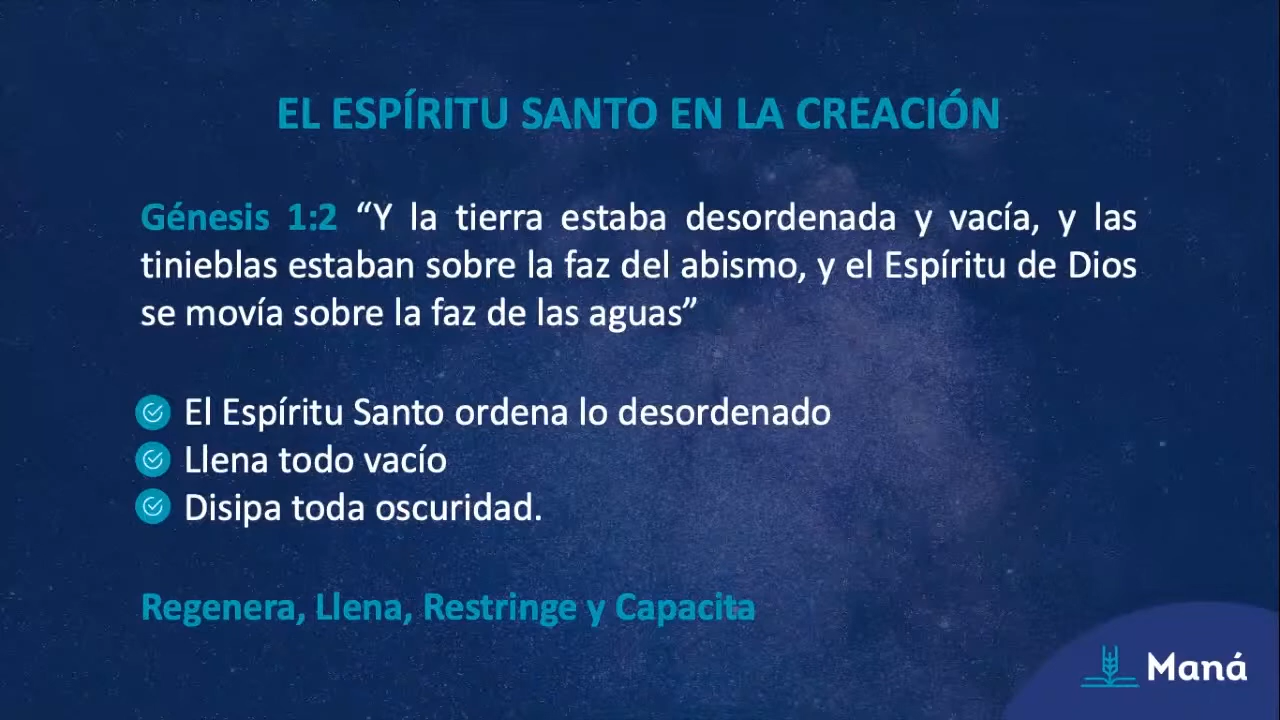 EL ESPÍRITU SANTO EN LA CREACIÓN
Génesis 1:2 “Y la tierra estaba desordenada y vacía, y las
tinieblas estaban sobre la faz del abismo, y el Espíritu de Dios
se movía sobre la faz de las aguas”
El Espíritu Santo ordena lo desordenado
Llena todo vacío
Disipa toda oscuridad.
Regenera, Llena, Restringe y Capacita
Maná